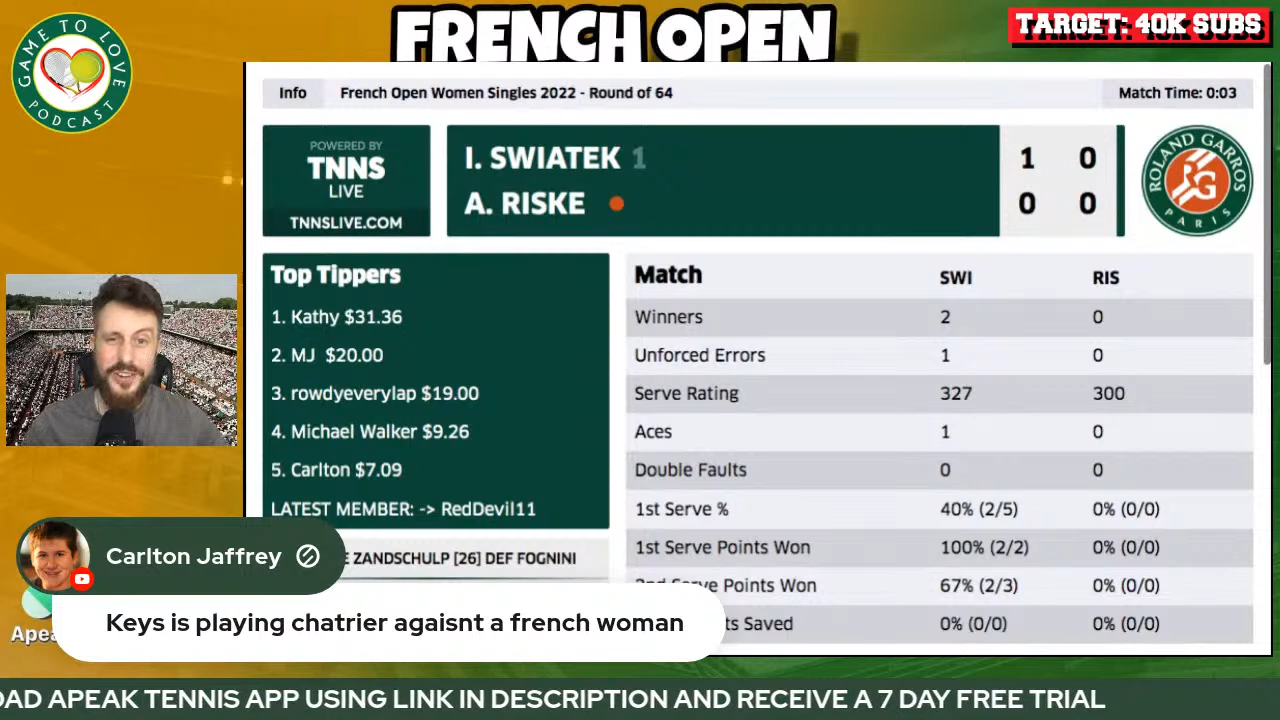 GAME TO LOVE
PODCAST
FRENCH OPEN
TARGET: 40K SUBS
Info
French Open Women Singles 2022 - Round of 64
Match Time: 0:03
POWERED BY
TNNS
LIVE
TNNSLIVE.COM
I. SWIATEK 1
1 0
A. RISKE
0 0
ROLAND GARROS
RG
PARIS
Top Tippers
1. Kathy $31.36
2. MJ $20.00
3. rowdyeverylap $19.00
4. Michael Walker $9.26
5. Carlton $7.09
LATEST MEMBER: -> RedDevil11
Match SWI RIS
Winners 2 0
Unforced Errors 1 0
Serve Rating 327 300
Aces 1 0
Double Faults 0 0
1st Serve % 40% (2/5) 0% (0/0)
1st Serve Points Won 100% (2/2) 0% (0/0)
2nd Serve Points Won 67% (2/3) 0% (0/0)
Saved 0% (0/0) 0% (0/0)
ZANDSCHULP [26] DEF FOGNINI
Carlton Jaffrey
Keys is playing chatrier agaisnt a french woman
APEAK TENNIS APP USING LINK IN DESCRIPTION AND RECEIVE A 7 DAY FREE TRIAL